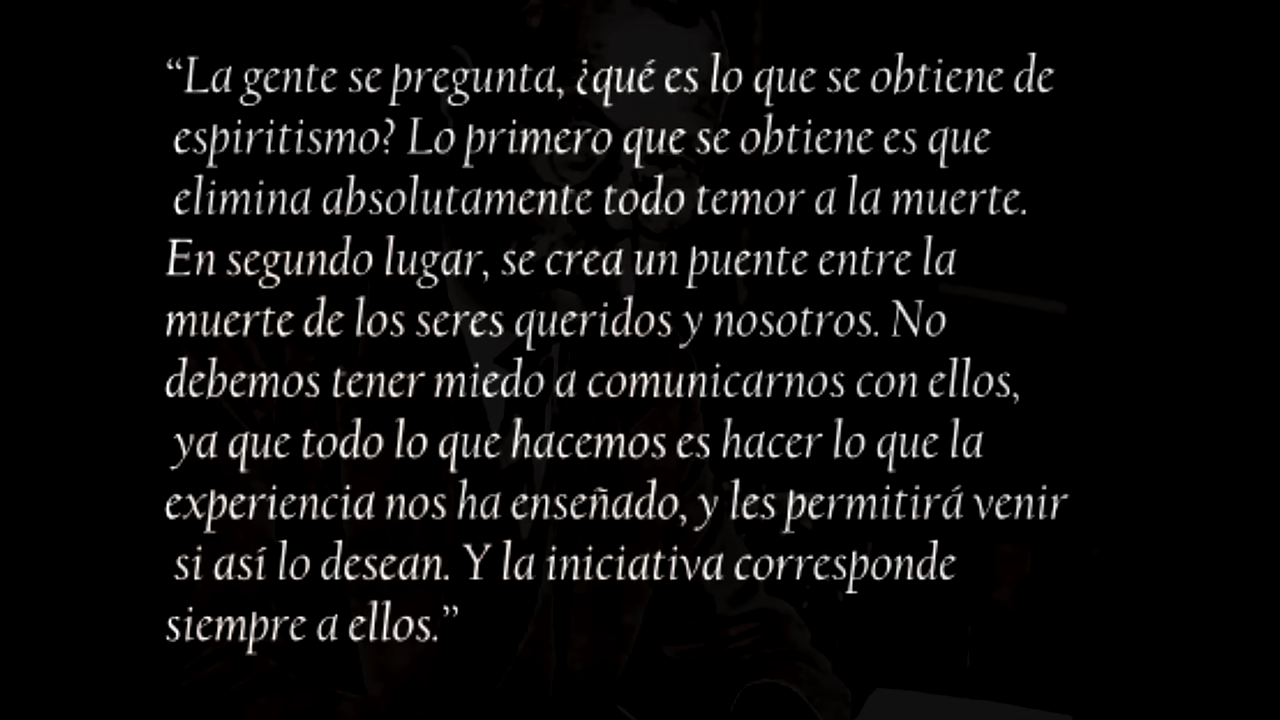 “La gente se pregunta, ¿qué es lo que se obtiene de
espiritismo? Lo primero que se obtiene es que
elimina absolutamente todo temor a la muerte.
En segundo lugar, se crea un puente entre la
muerte de los seres queridos y nosotros. No
debemos tener miedo a comunicarnos con ellos,
ya que todo lo que hacemos es hacer lo que la
experiencia nos ha enseñado, y les permitirá venir
si así lo desean. Y la iniciativa corresponde
siempre a ellos.”